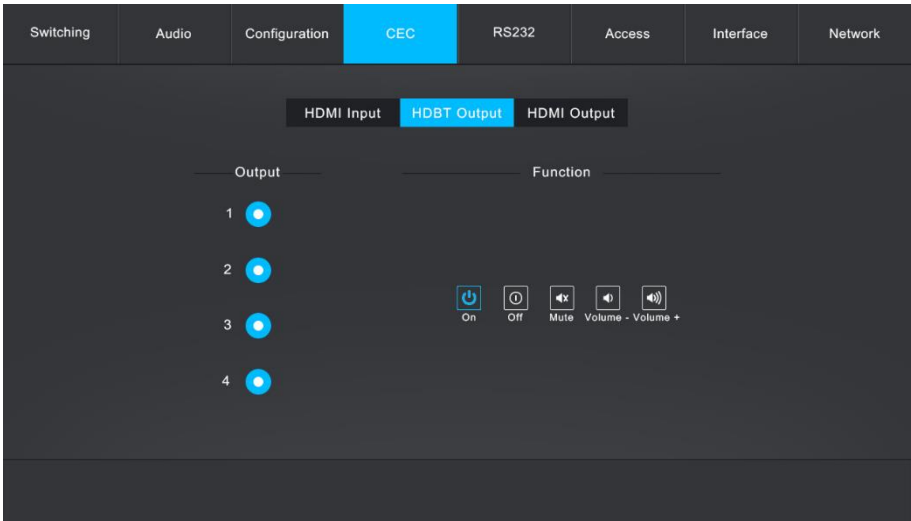 Switching Audio Configuration CEC RS232 Access Interface Network
HDMI Input HDBT Output HDMI Output
Output Function
1
2
On Off Mute Volume - Volume +
3
4